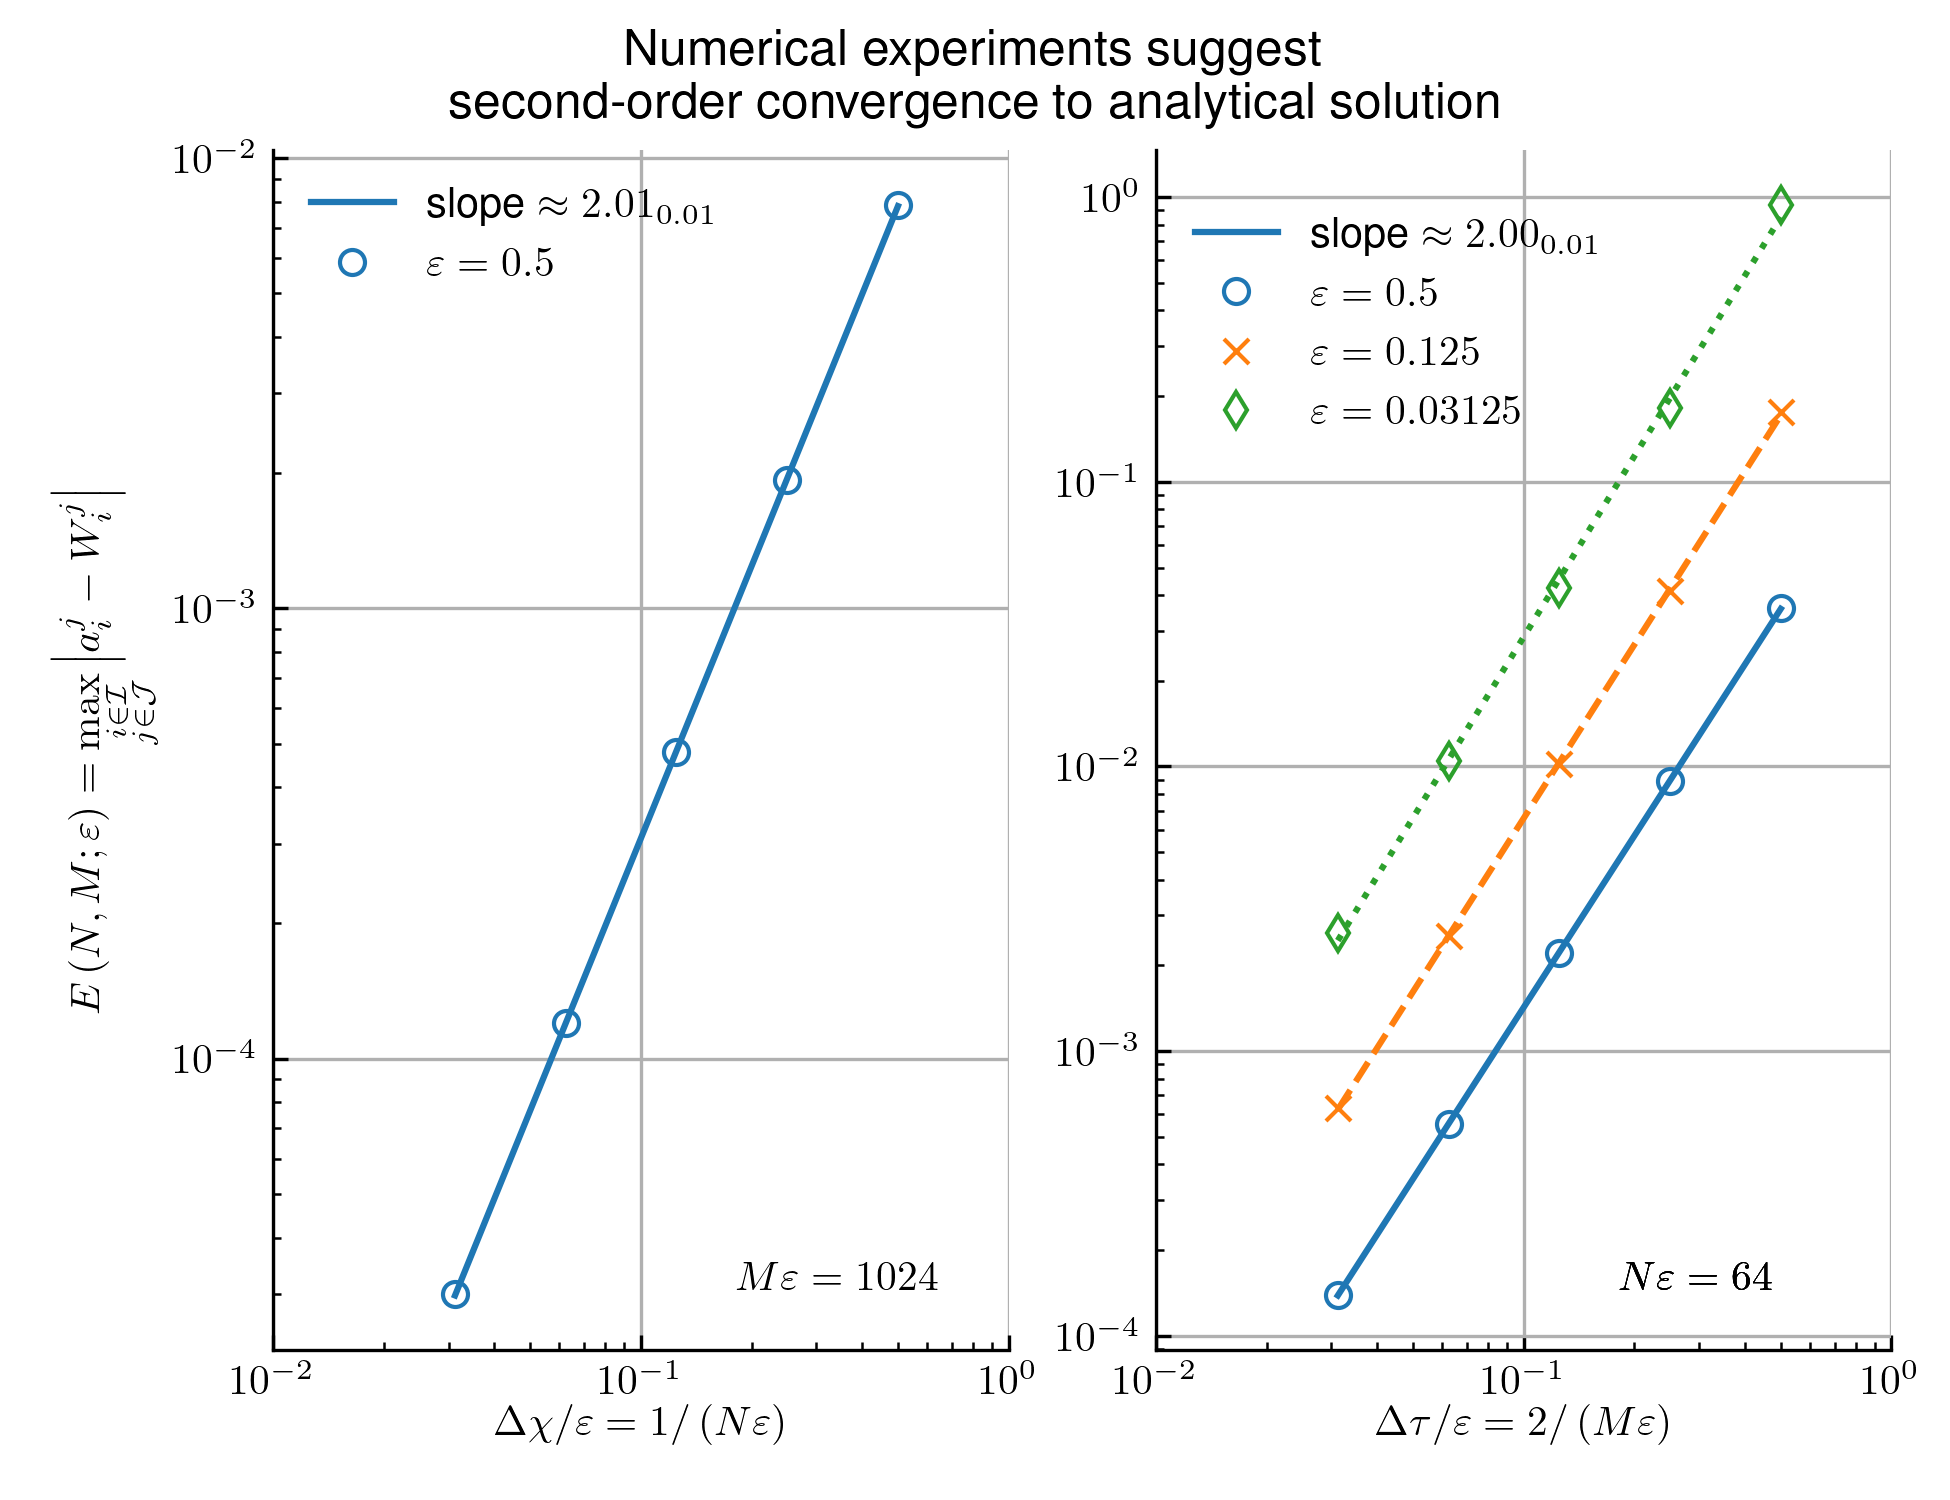 Numerical experiments suggest
second-order convergence to analytical solution
E (N, M; ε) = max_{i∈ℐ j∈𝒥} |a_i^j − W_i^j|
10^{−2}
10^{−3}
10^{−4}
slope ≈ 2.01_{0.01}
ε = 0.5
Mε = 1024
10^{−2} 10^{−1} 10^{0}
Δχ/ε = 1/ (Nε)
10^{0}
10^{−1}
10^{−2}
10^{−3}
10^{−4}
slope ≈ 2.00_{0.01}
ε = 0.5
ε = 0.125
ε = 0.03125
Nε = 64
10^{−2} 10^{−1} 10^{0}
Δτ/ε = 2/ (Mε)